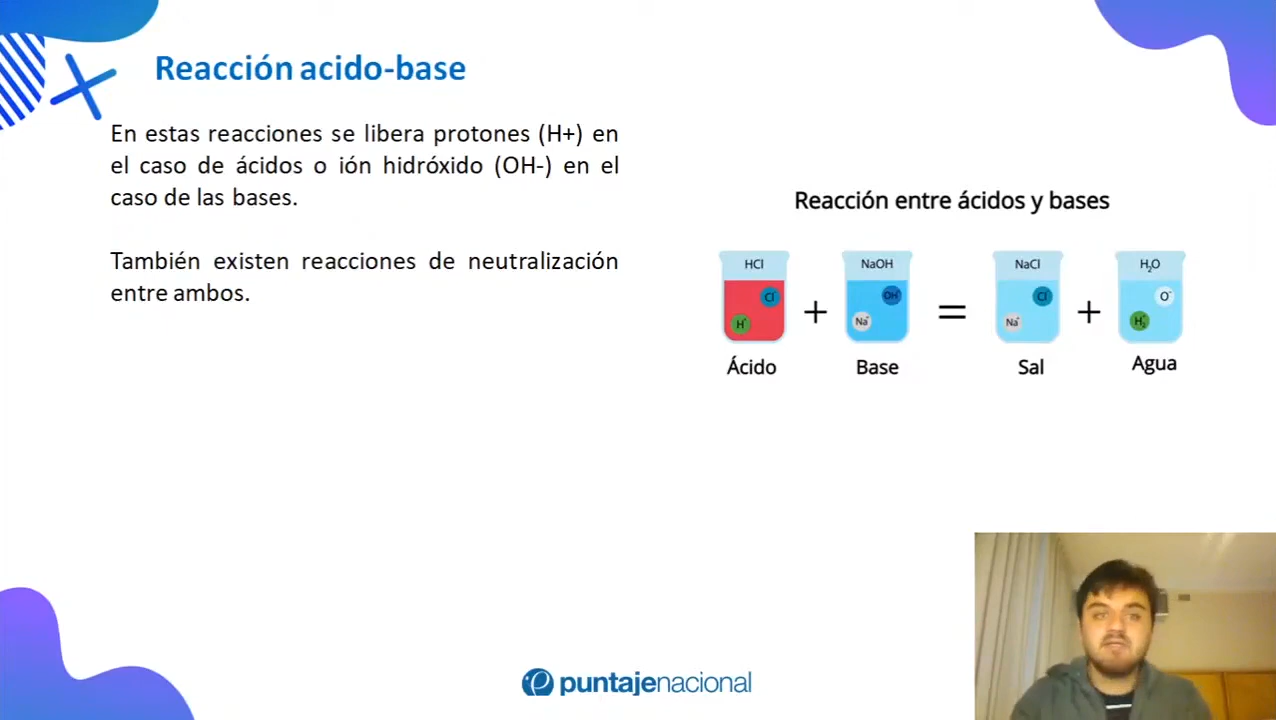 Reacción acido-base
En estas reacciones se libera protones (H+) en
el caso de ácidos o ión hidróxido (OH-) en el
caso de las bases.
También existen reacciones de neutralización
entre ambos.
Reacción entre ácidos y bases
HCl NaOH NaCl H₂O
Cl⁻ OH⁻ Cl⁻ O⁻
H⁺ Na⁺ Na⁺ H₂⁺
+ = +
Ácido Base Sal Agua
puntajenacional